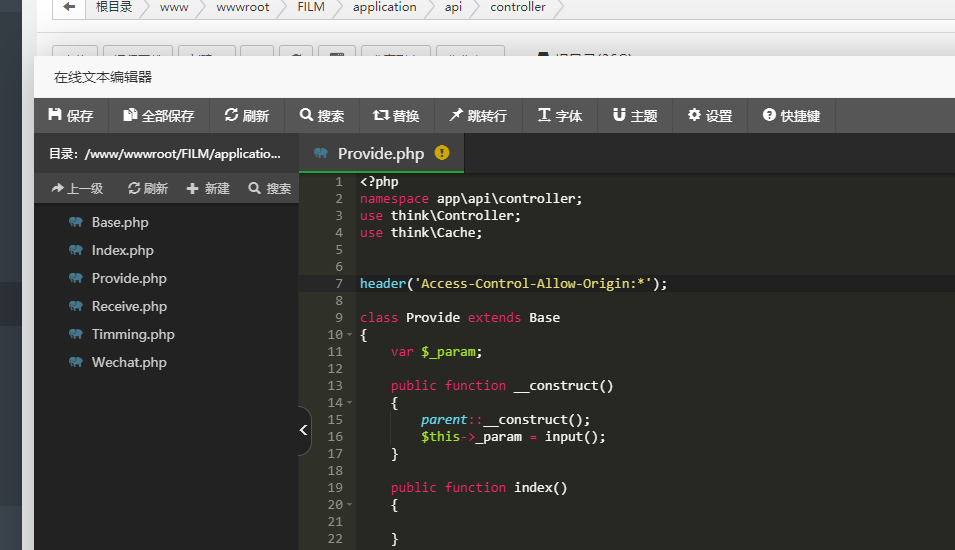 根目录 www wwwroot FILM application api controller
在线文本编辑器
保存 全部保存 刷新 搜索 替换 跳转行 字体 主题 设置 快捷键
目录: /www/wwwroot/FILM/applicatio...
Provide.php
上一级 刷新 新建 搜索
Base.php
Index.php
Provide.php
Receive.php
Timming.php
Wechat.php
1 <?php
2 namespace app\api\controller;
3 use think\Controller;
4 use think\Cache;
5
6
7 header('Access-Control-Allow-Origin:*');
8
9 class Provide extends Base
10 {
11     var $_param;
12
13     public function __construct()
14     {
15         parent::__construct();
16         $this->_param = input();
17     }
18
19     public function index()
20     {
21
22     }